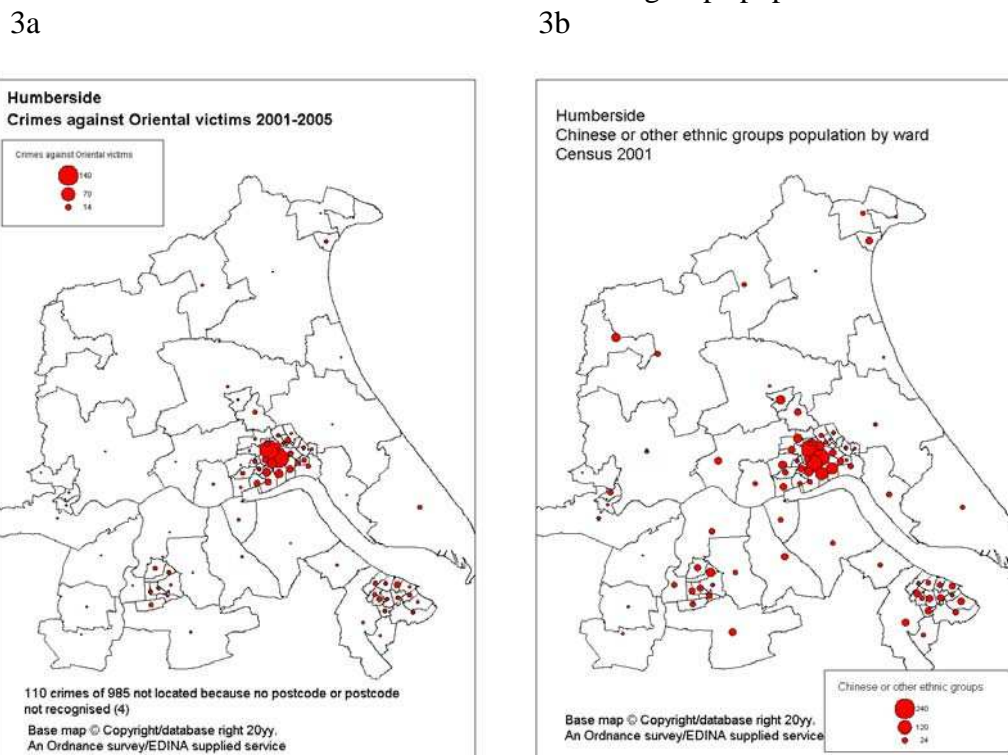 3a
3b
Humberside
Crimes against Oriental victims 2001-2005
Crimes against Oriental victims
140
70
14
110 crimes of 985 not located because no postcode or postcode
not recognised (4)
Base map © Copyright/database right 20yy.
An Ordnance survey/EDINA supplied service
Humberside
Chinese or other ethnic groups population by ward
Census 2001
Base map © Copyright/database right 20yy.
An Ordnance survey/EDINA supplied service
Chinese or other ethnic groups
240
120
24